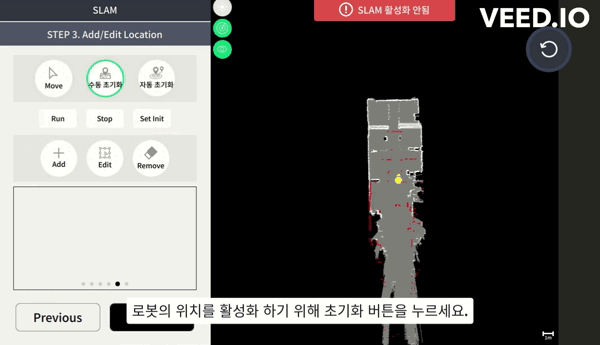 SLAM
SLAM 활성화 안됨
VEED.IO
STEP 3. Add/Edit Location
Move
수동 초기화
자동 초기화
Run
Stop
Set Init
Add
Edit
Remove
Previous
로봇의 위치를 활성화 하기 위해 초기화 버튼을 누르세요.
1m